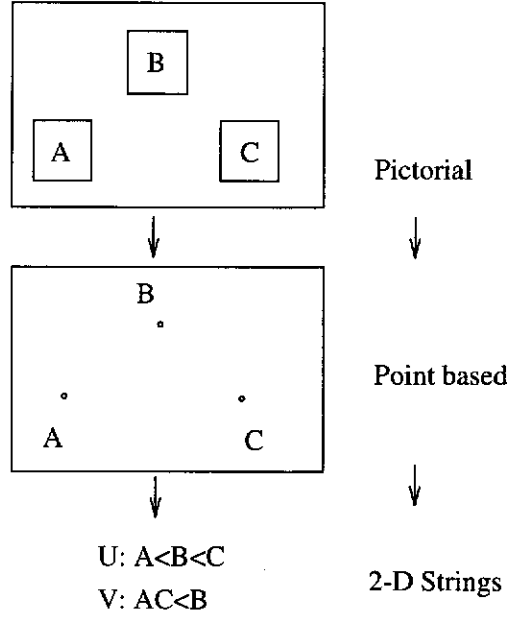 B
A C
Pictorial
B
Point based
A C
U: A<B<C
V: AC<B
2-D Strings